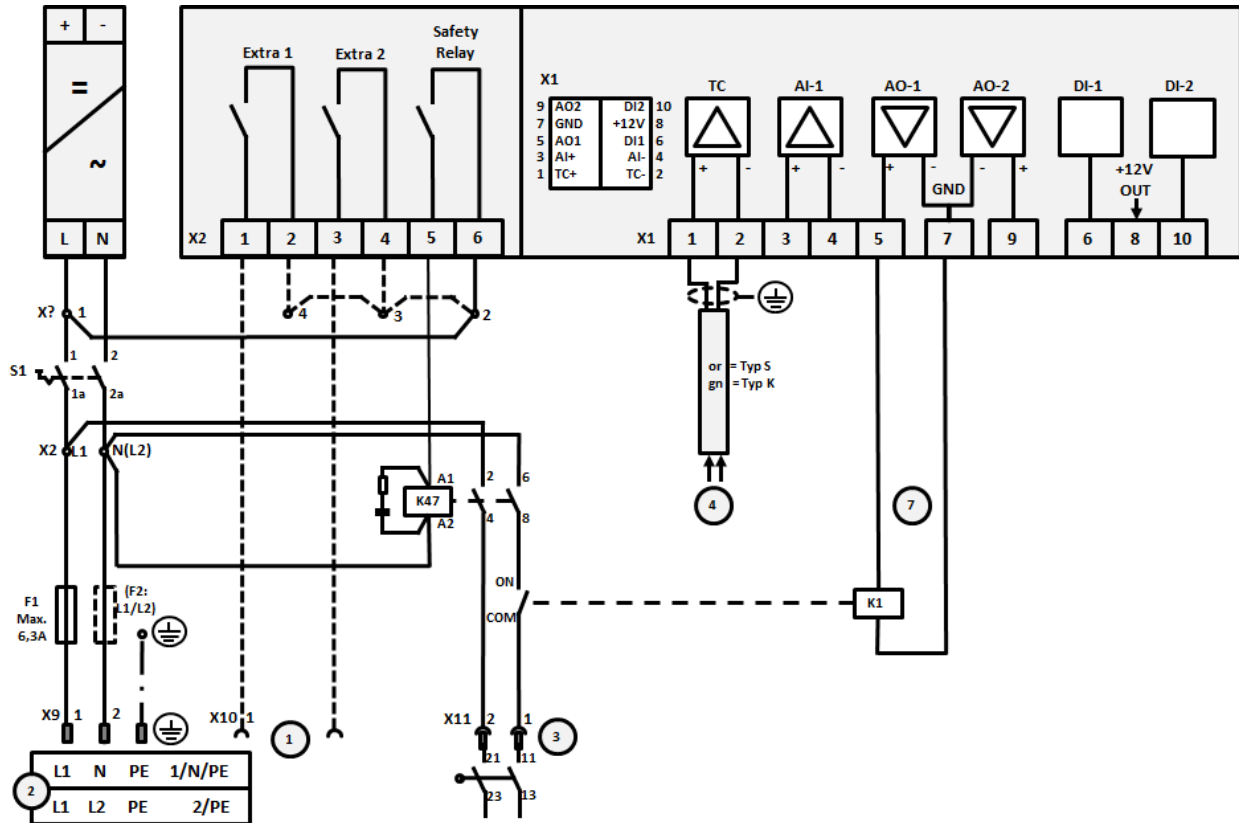 + -
Safety
Relay
Extra 1 Extra 2
= ~
X1
9 AO2 DI2 10
7 GND +12V 8
5 AO1 DI1 6
3 AI+ AI- 4
1 TC+ TC- 2
TC AI-1 AO-1 AO-2 DI-1 DI-2
+ - + - + - - +
GND
+12V
OUT
L N
X2 1 2 3 4 5 6
X1 1 2 3 4 5 7 9 6 8 10
X? 1 4 3 2
S1 1 2
1a 2a
or = Typ S
gn = Typ K
X2 L1 N(L2)
A1 2 6
K47
A2 4 8
4 7
F1
Max.
6,3A
(F2:
L1/L2)
ON
COM
K1
X9 1 2
X10 1
1
X11 2 1
3
21 11
23 13
2
L1 N PE 1/N/PE
L1 L2 PE 2/PE